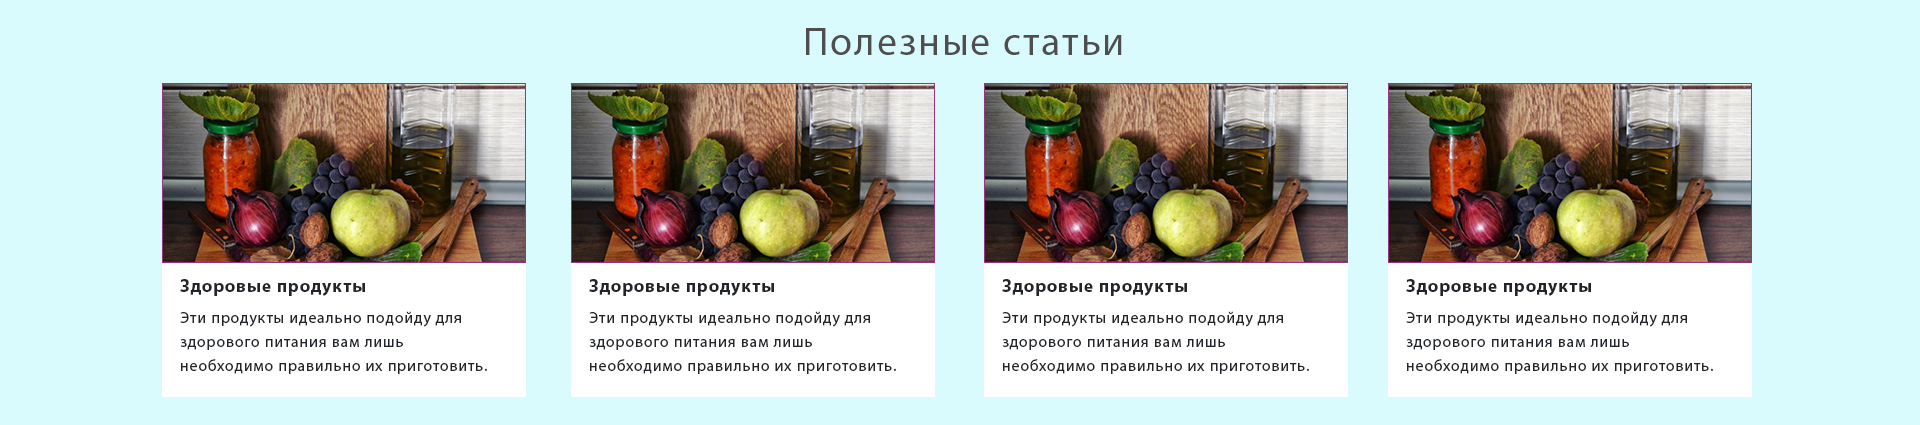 Полезные статьи
Здоровые продукты
Эти продукты идеально подойду для
здорового питания вам лишь
необходимо правильно их приготовить.
Здоровые продукты
Эти продукты идеально подойду для
здорового питания вам лишь
необходимо правильно их приготовить.
Здоровые продукты
Эти продукты идеально подойду для
здорового питания вам лишь
необходимо правильно их приготовить.
Здоровые продукты
Эти продукты идеально подойду для
здорового питания вам лишь
необходимо правильно их приготовить.